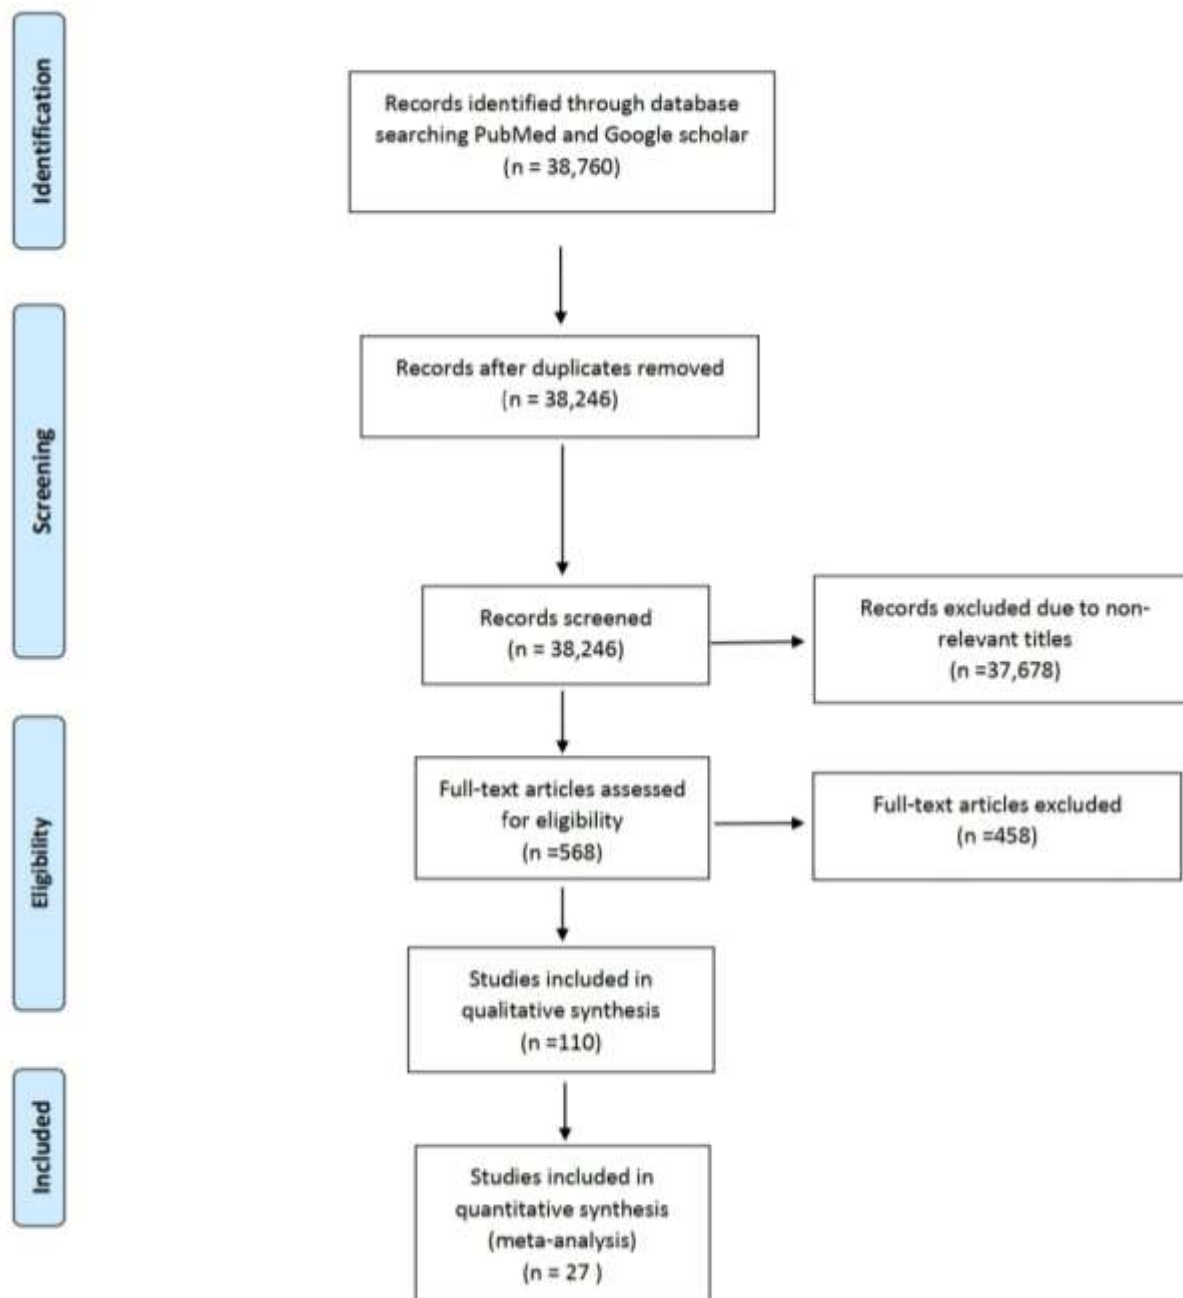 Identification
Records identified through database
searching PubMed and Google scholar
(n = 38,760)
Screening
Records after duplicates removed
(n = 38,246)
Records screened
(n = 38,246)
Records excluded due to non-
relevant titles
(n =37,678)
Eligibility
Full-text articles assessed
for eligibility
(n =568)
Full-text articles excluded
(n =458)
Studies included in
qualitative synthesis
(n =110)
Included
Studies included in
quantitative synthesis
(meta-analysis)
(n = 27 )